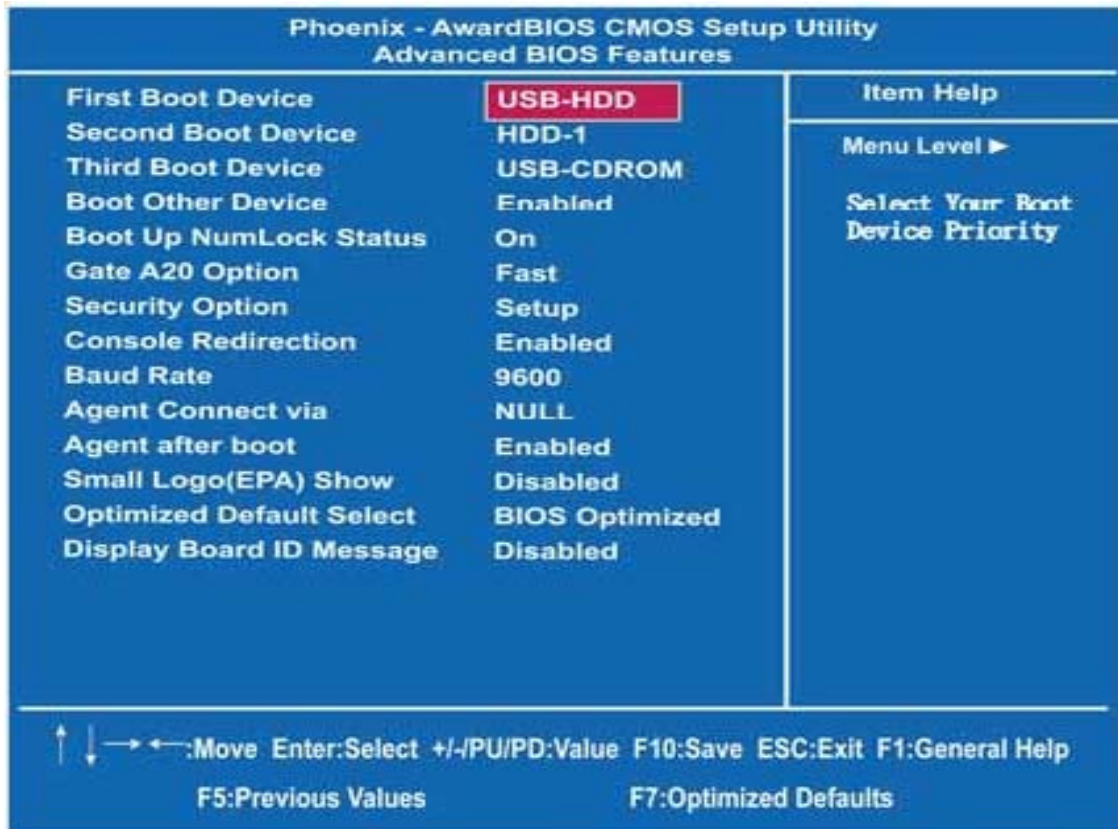 Phoenix - AwardBIOS CMOS Setup Utility
Advanced BIOS Features
First Boot Device USB-HDD
Second Boot Device HDD-1
Third Boot Device USB-CDROM
Boot Other Device Enabled
Boot Up NumLock Status On
Gate A20 Option Fast
Security Option Setup
Console Redirection Enabled
Baud Rate 9600
Agent Connect via NULL
Agent after boot Enabled
Small Logo(EPA) Show Disabled
Optimized Default Select BIOS Optimized
Display Board ID Message Disabled
Item Help
Menu Level ►
Select Your Boot
Device Priority
↑ ↓ → ←:Move Enter:Select +/-/PU/PD:Value F10:Save ESC:Exit F1:General Help
F5:Previous Values F7:Optimized Defaults